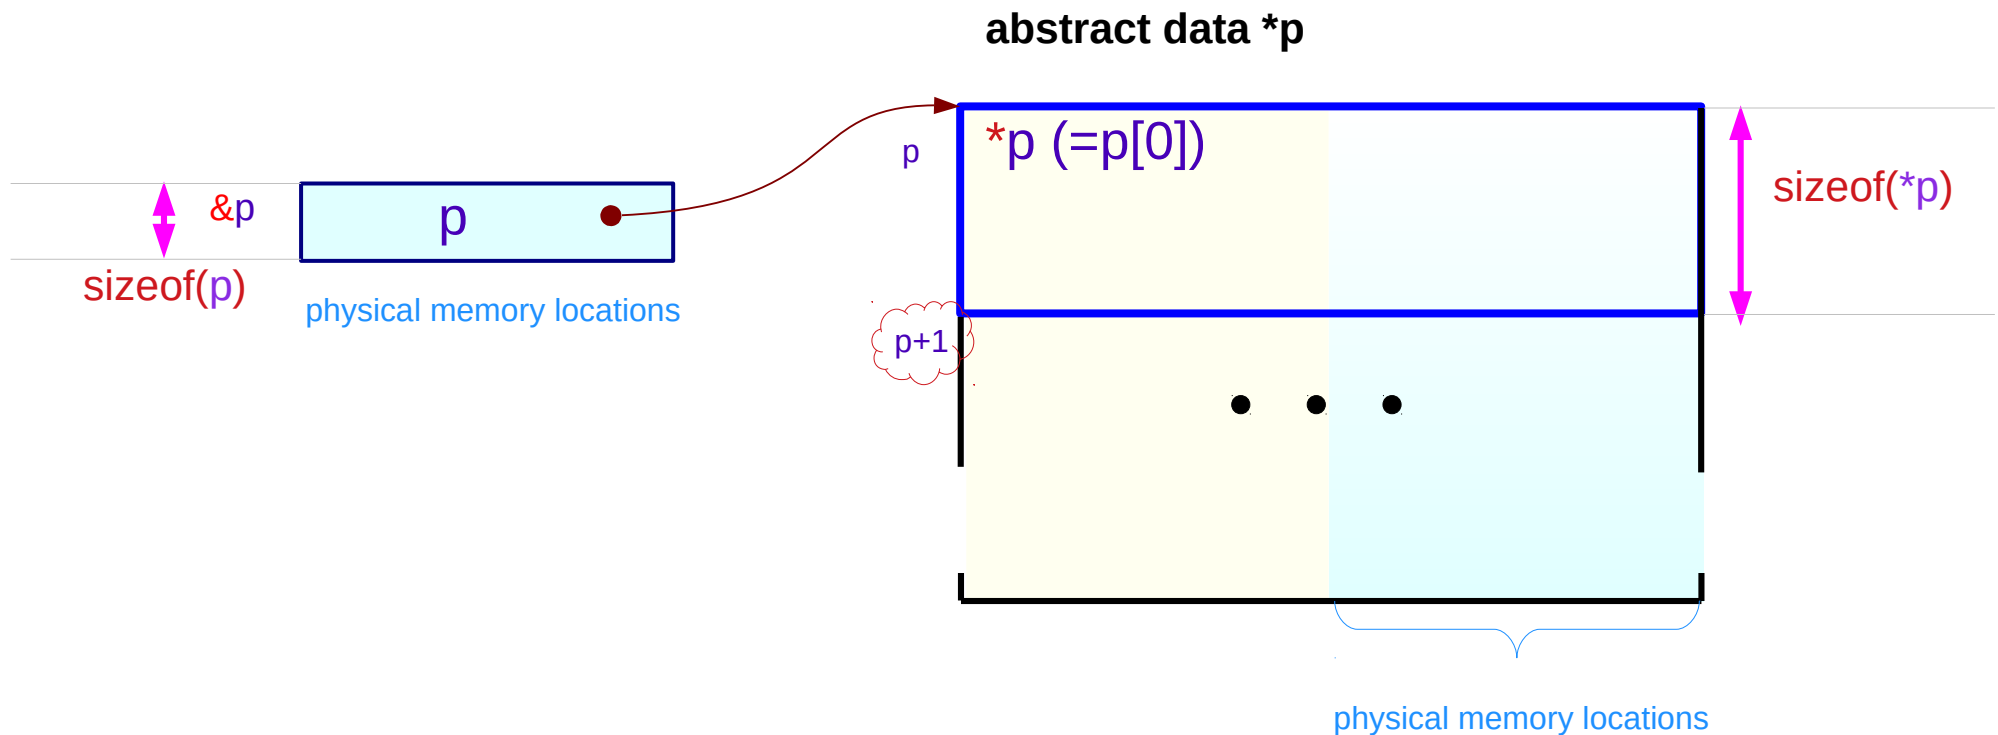 abstract data *p
*p (=p[0])
p
sizeof(*p)
&p
p
sizeof(p)
physical memory locations
p+1
physical memory locations